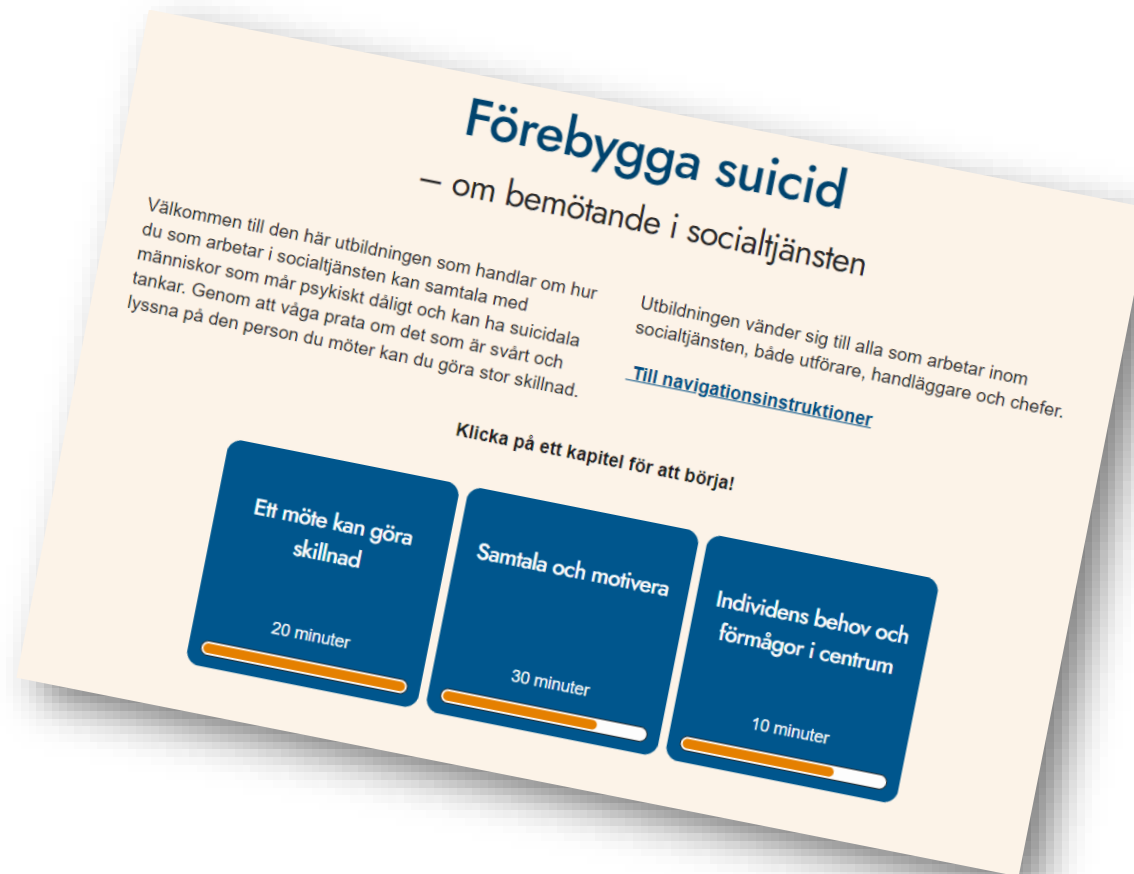 Förebygga suicid
– om bemötande i socialtjänsten
Välkommen till den här utbildningen som handlar om hur
du som arbetar i socialtjänsten kan samtala med
människor som mår psykiskt dåligt och kan ha suicidala
tankar. Genom att våga prata om det som är svårt och
lyssna på den person du möter kan du göra stor skillnad.
Utbildningen vänder sig till alla som arbetar inom
socialtjänsten, både utförare, handläggare och chefer.
Till navigationsinstruktioner
Klicka på ett kapitel för att börja!
Ett möte kan göra
skillnad
20 minuter
Samtala och motivera
30 minuter
Individens behov och
förmågor i centrum
10 minuter